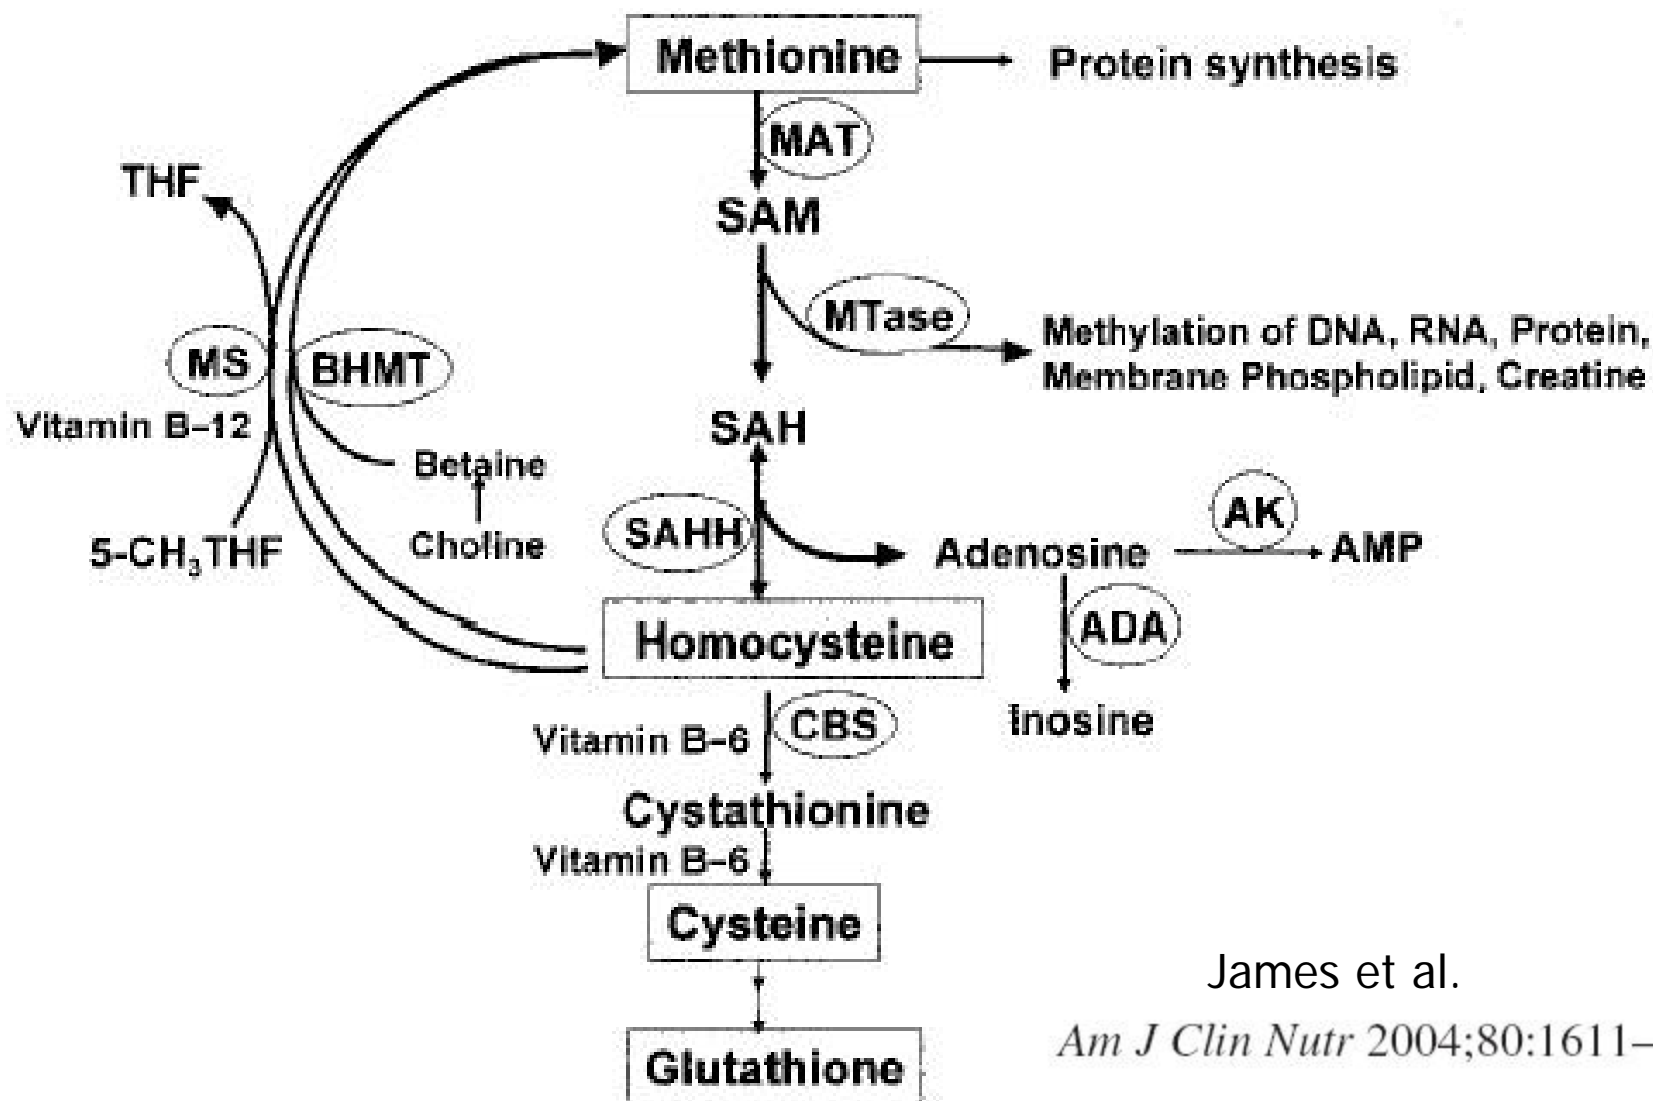 Methionine
Protein synthesis
MAT
THF
SAM
MTase
Methylation of DNA, RNA, Protein,
Membrane Phospholipid, Creatine
MS
BHMT
Vitamin B–12
SAH
Betaine
Choline
5-CH₃THF
SAHH
Adenosine
AK
AMP
ADA
Inosine
Homocysteine
Vitamin B–6
CBS
Cystathionine
Vitamin B–6
Cysteine
Glutathione
James et al.
Am J Clin Nutr 2004;80:1611–